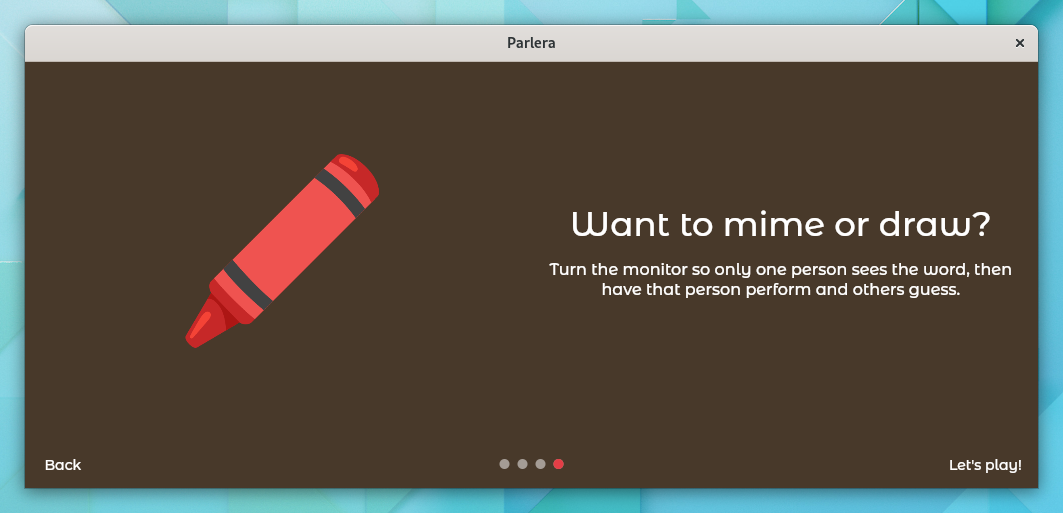 Parlera
Want to mime or draw?
Turn the monitor so only one person sees the word, then
have that person perform and others guess.
Back
Let's play!